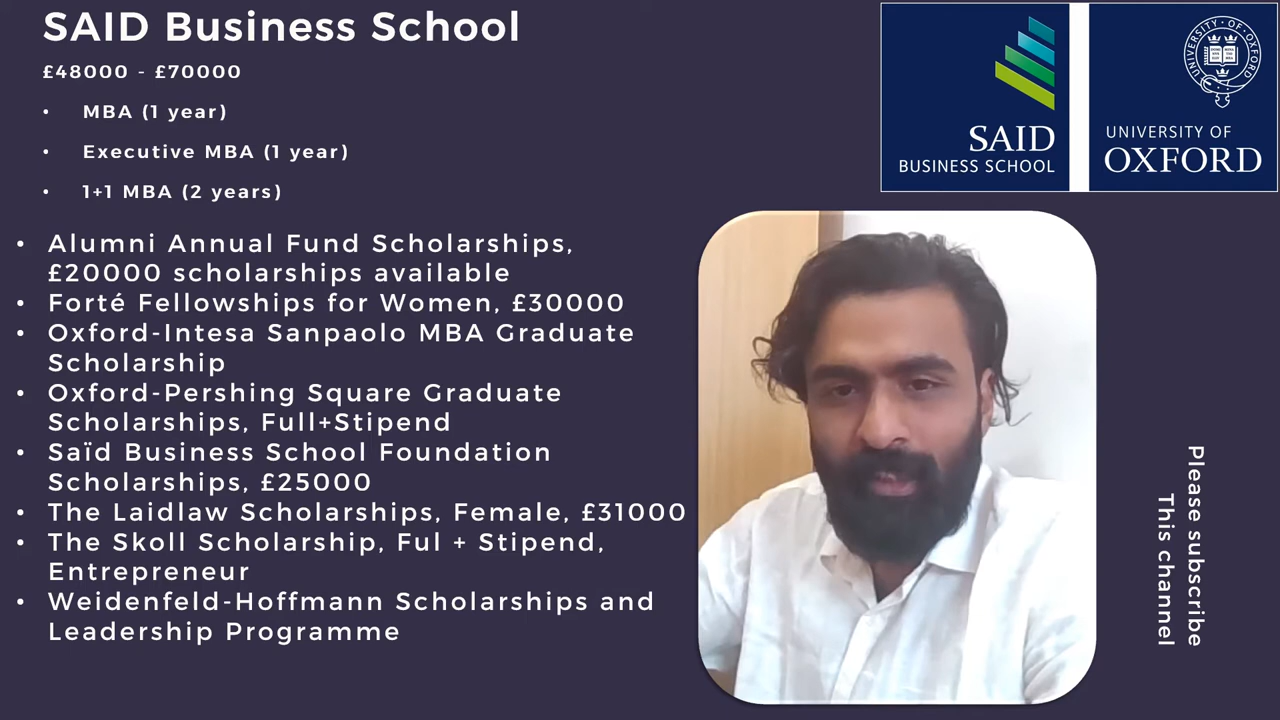 SAID Business School
£48000 - £70000
• MBA (1 year)
• Executive MBA (1 year)
• 1+1 MBA (2 years)
• Alumni Annual Fund Scholarships,
£20000 scholarships available
• Forté Fellowships for Women, £30000
• Oxford-Intesa Sanpaolo MBA Graduate
Scholarship
• Oxford-Pershing Square Graduate
Scholarships, Full+Stipend
• Saïd Business School Foundation
Scholarships, £25000
• The Laidlaw Scholarships, Female, £31000
• The Skoll Scholarship, Ful + Stipend,
Entrepreneur
• Weidenfeld-Hoffmann Scholarships and
Leadership Programme
SAID
BUSINESS SCHOOL
UNIVERSITY OF
OXFORD
UNIVERSITY · OF · OXFORD
Please subscribe
This channel